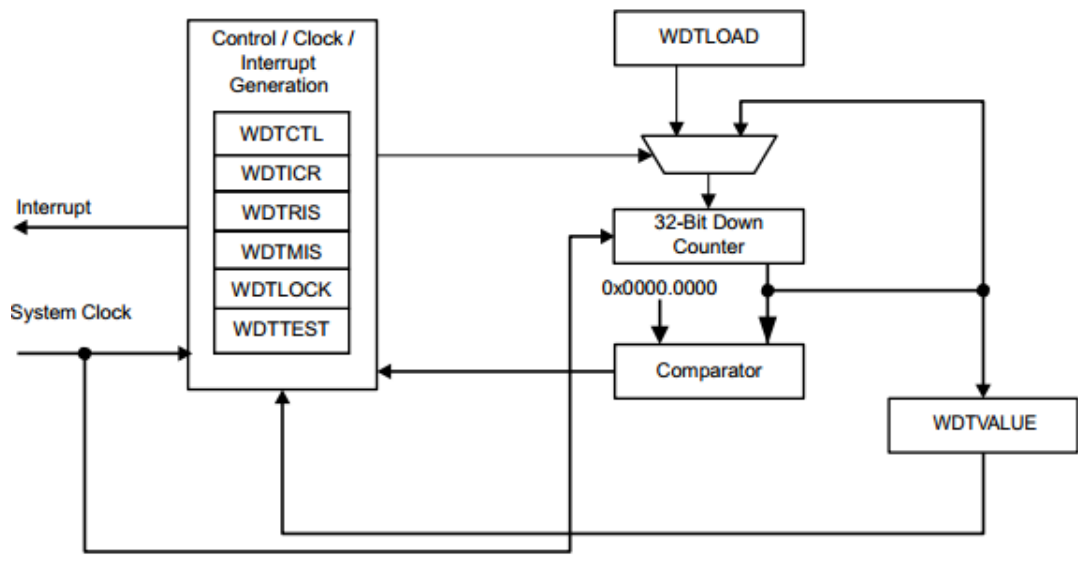 Control / Clock /
Interrupt
Generation
WDTCTL
WDTICR
WDTRIS
WDTMIS
WDTLOCK
WDTTEST
Interrupt
System Clock
WDTLOAD
32-Bit Down
Counter
0x0000.0000
Comparator
WDTVALUE